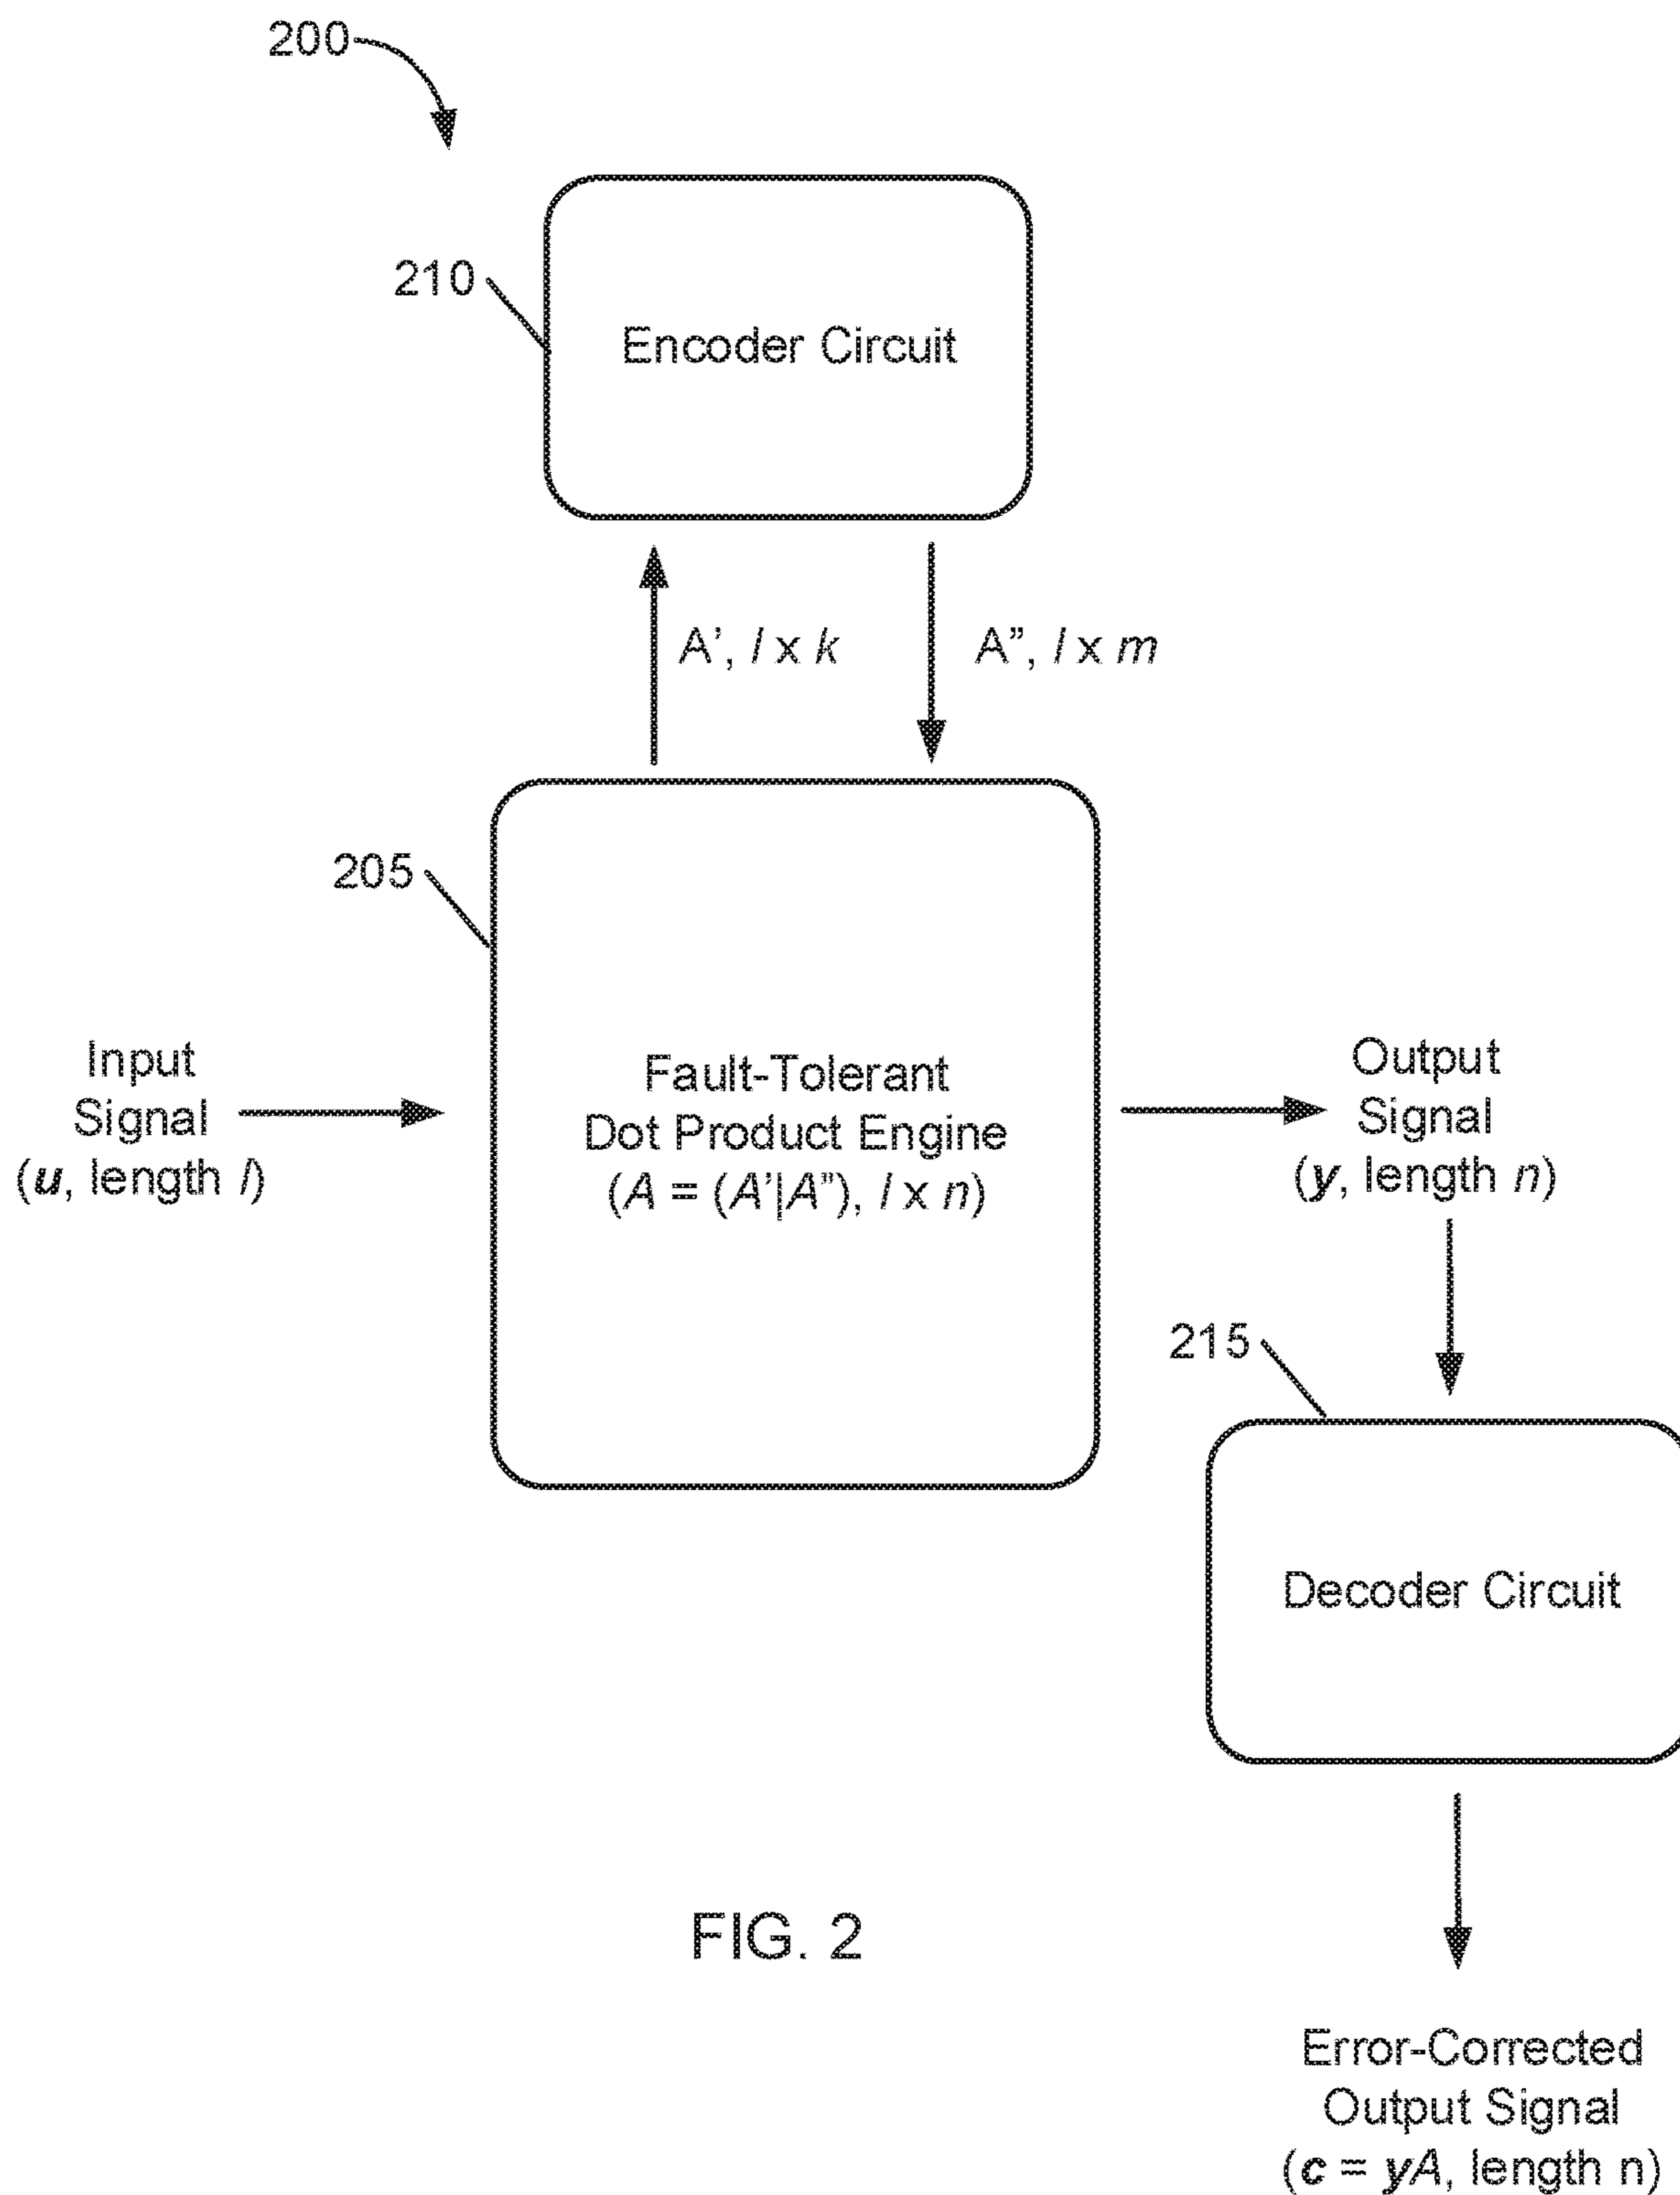 200
210
Encoder Circuit
A’, l x k
A”, l x m
205
Input
Signal
(u, length l)
Fault-Tolerant
Dot Product Engine
(A = (A’|A”), l x n)
Output
Signal
(y, length n)
215
Decoder Circuit
FIG. 2
Error-Corrected
Output Signal
(c = yA, length n)